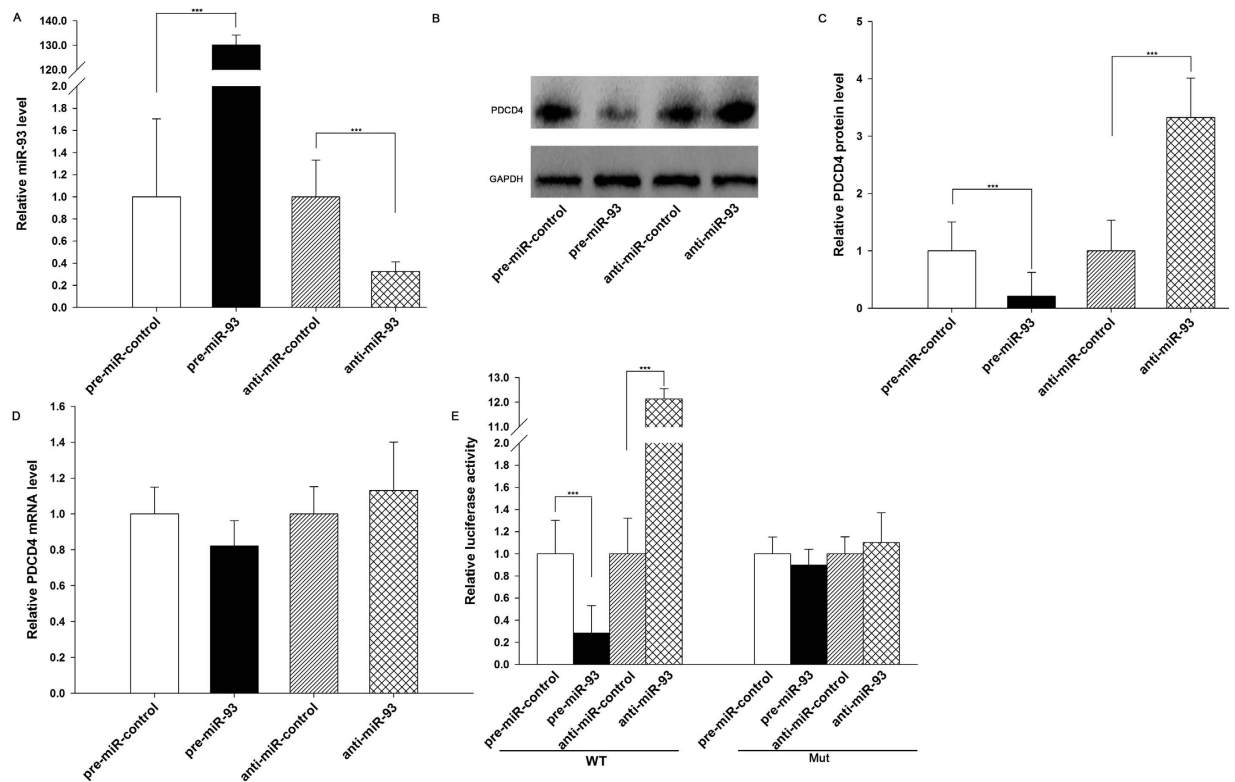 A
Relative miR-93 level
130.0
120.0
2.0
1.8
1.6
1.4
1.2
1.0
0.8
0.6
0.4
0.2
0.0
***
***
pre-miR-control
pre-miR-93
anti-miR-control
anti-miR-93
B
PDCD4
GAPDH
pre-miR-control
pre-miR-93
anti-miR-control
anti-miR-93
C
Relative PDCD4 protein level
5
4
3
2
1
0
***
***
pre-miR-control
pre-miR-93
anti-miR-control
anti-miR-93
D
Relative PDCD4 mRNA level
1.6
1.4
1.2
1.0
0.8
0.6
0.4
0.2
0.0
pre-miR-control
pre-miR-93
anti-miR-control
anti-miR-93
E
Relative luciferase activity
13.0
12.0
11.0
2.0
1.8
1.6
1.4
1.2
1.0
0.8
0.6
0.4
0.2
0.0
***
***
pre-miR-control
pre-miR-93
anti-miR-control
anti-miR-93
pre-miR-control
pre-miR-93
anti-miR-control
anti-miR-93
WT
Mut